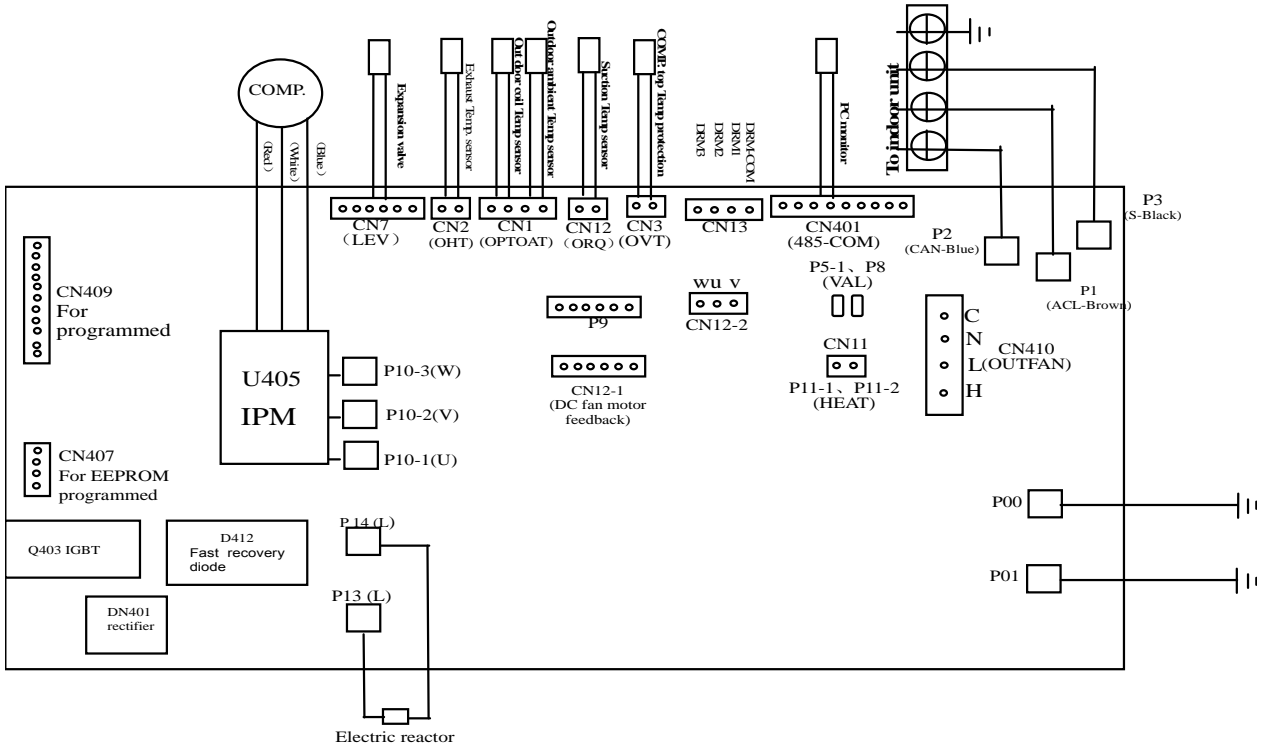 COMP.
(Red)
(White)
(Blue)
Expansion valve
Exhaust Temp. sensor
Out door coil Temp sensor
Outdoor ambient Temp sensor
Suction Temp sensor
COMP. top Temp protection
DRM3
DRM2
DRM1
DRM-COM
PC monitor
To indoor unit
CN7
(LEV)
CN2
(OHT)
CN1
(OPTOAT)
CN12
(ORQ)
CN3
(OVT)
CN13
CN401
(485-COM)
P2
(CAN-Blue)
P3
(S-Black)
P1
(ACL-Brown)
CN409
For
programmed
P9
wu v
CN12-2
P5-1、P8
(VAL)
C
N
L
H
CN410
(OUTFAN)
CN11
P11-1、P11-2
(HEAT)
CN12-1
(DC fan motor
feedback)
U405
IPM
P10-3(W)
P10-2(V)
P10-1(U)
CN407
For EEPROM
programmed
P00
P01
Q403 IGBT
D412
Fast recovery
diode
P 14 (L)
P13 (L)
DN401
rectifier
Electric reactor